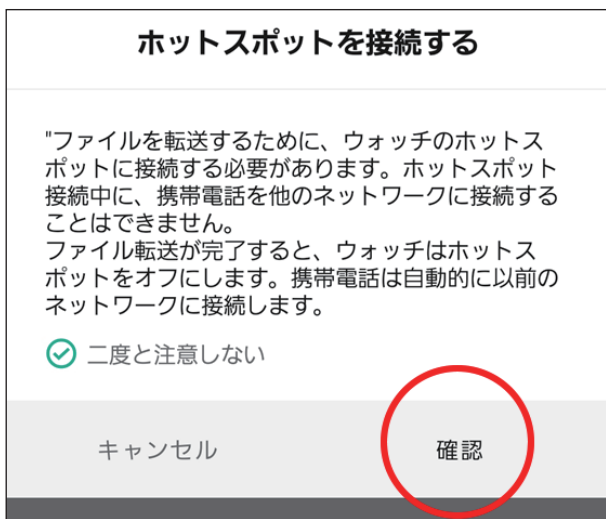 ホットスポットを接続する
"ファイルを転送するために、ウォッチのホットス
ポットに接続する必要があります。ホットスポット
接続中に、携帯電話を他のネットワークに接続する
ことはできません。
ファイル転送が完了すると、ウォッチはホットス
ポットをオフにします。携帯電話は自動的に以前の
ネットワークに接続します。
二度と注意しない
キャンセル 確認